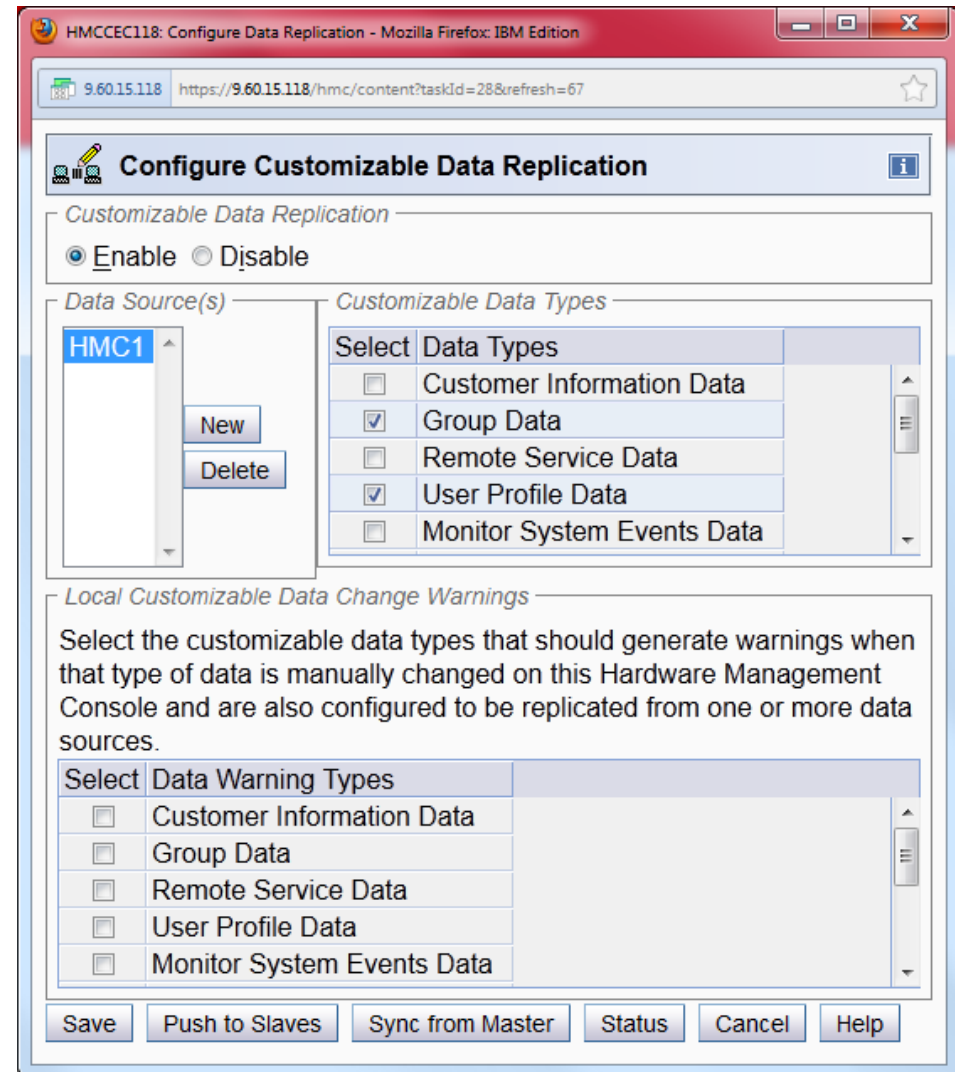 HMCCEC118: Configure Data Replication - Mozilla Firefox: IBM Edition
9.60.15.118 https://9.60.15.118/hmc/content?taskId=28&refresh=67
Configure Customizable Data Replication
Customizable Data Replication
Enable Disable
Data Source(s)
HMC1
New
Delete
Customizable Data Types
Select Data Types
Customer Information Data
Group Data
Remote Service Data
User Profile Data
Monitor System Events Data
Local Customizable Data Change Warnings
Select the customizable data types that should generate warnings when
that type of data is manually changed on this Hardware Management
Console and are also configured to be replicated from one or more data
sources.
Select Data Warning Types
Customer Information Data
Group Data
Remote Service Data
User Profile Data
Monitor System Events Data
Save Push to Slaves Sync from Master Status Cancel Help